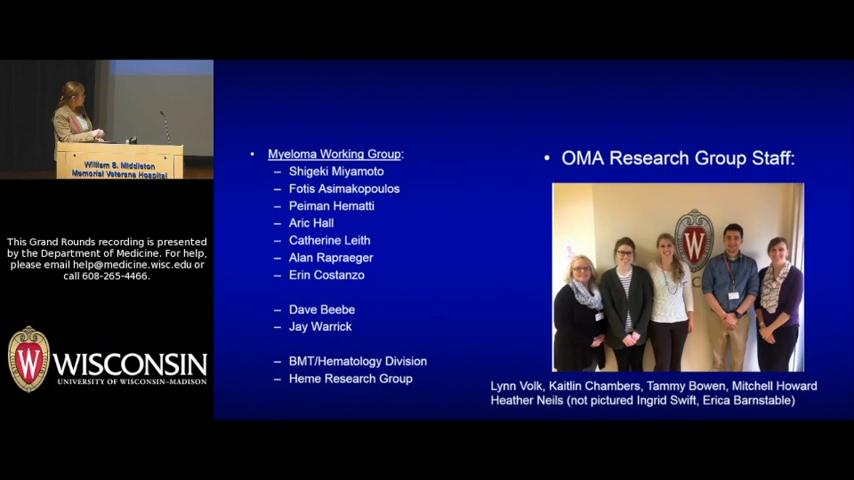 William S. Middleton
Memorial Veterans Hospital
This Grand Rounds recording is presented
by the Department of Medicine. For help,
please email help@medicine.wisc.edu or
call 608-265-4466.
W
WISCONSIN
UNIVERSITY OF WISCONSIN–MADISON
• Myeloma Working Group:
– Shigeki Miyamoto
– Fotis Asimakopoulos
– Peiman Hematti
– Aric Hall
– Catherine Leith
– Alan Rapraeger
– Erin Costanzo
– Dave Beebe
– Jay Warrick
– BMT/Hematology Division
– Heme Research Group
• OMA Research Group Staff:
W
Lynn Volk, Kaitlin Chambers, Tammy Bowen, Mitchell Howard
Heather Neils (not pictured Ingrid Swift, Erica Barnstable)